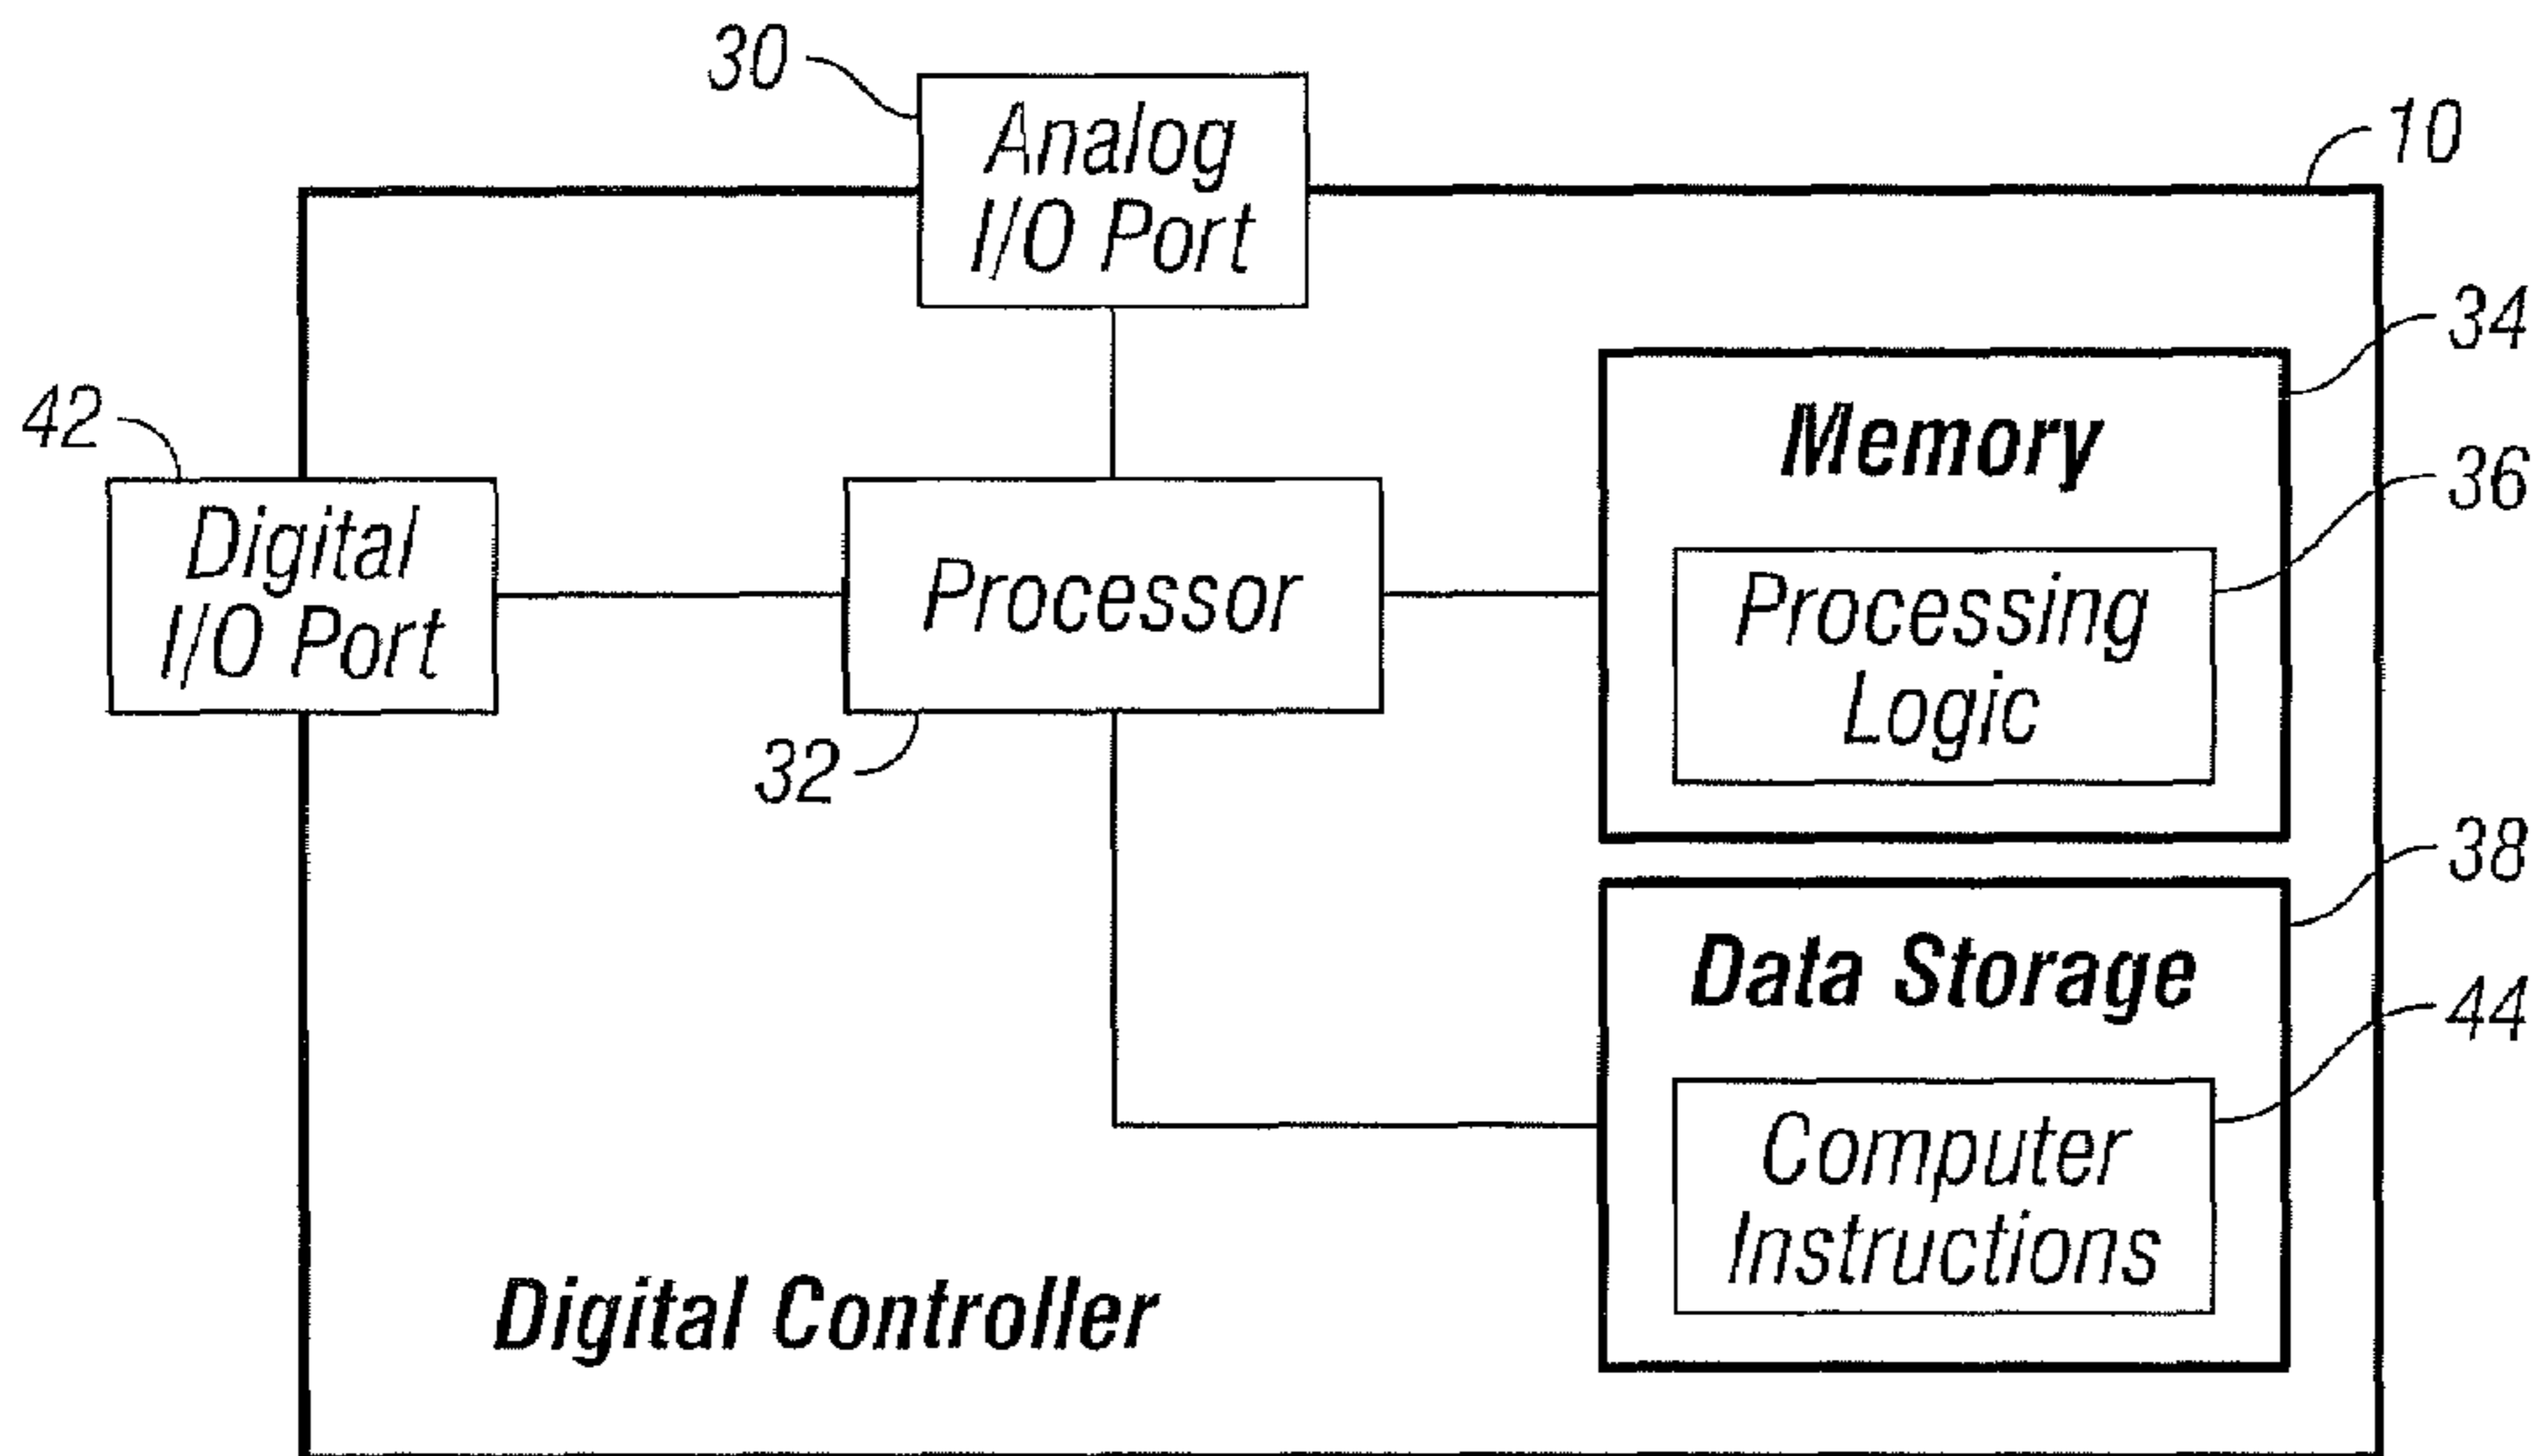 30
Analog
I/O Port
10
34
Memory
42
36
Digital
I/O Port
Processor
Processing
Logic
32
38
Data Storage
44
Computer
Instructions
Digital Controller